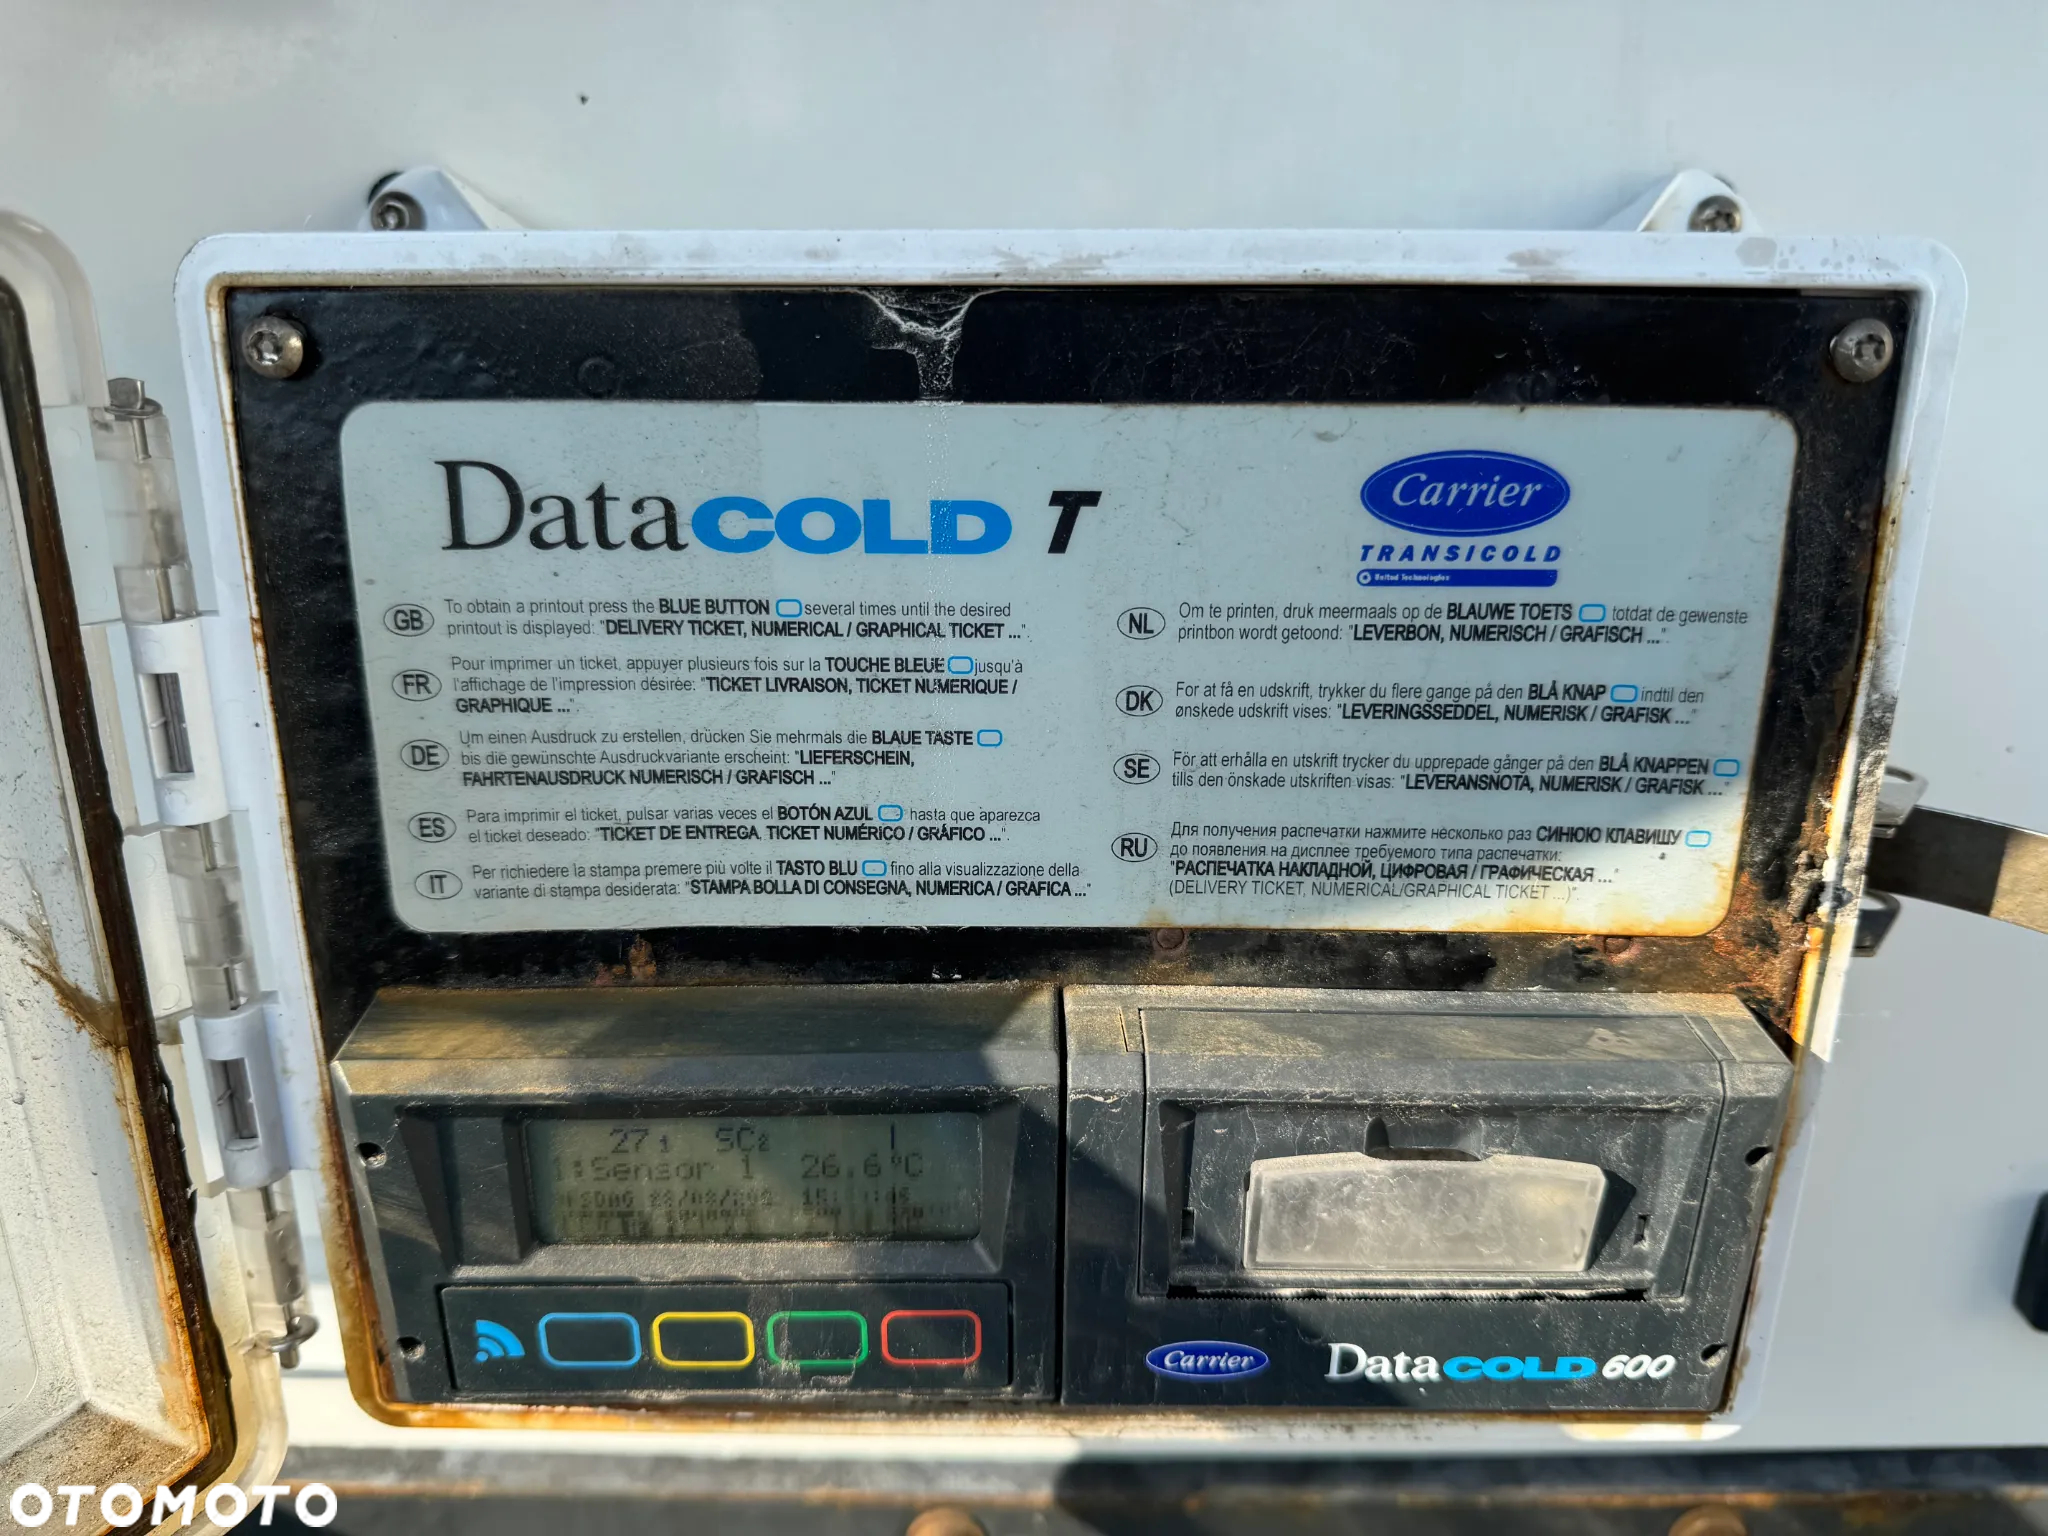 DataCOLD T
Carrier
TRANSICOLD
United Technologies
GB To obtain a printout press the BLUE BUTTON several times until the desired
printout is displayed: "DELIVERY TICKET, NUMERICAL / GRAPHICAL TICKET ...".
FR Pour imprimer un ticket, appuyer plusieurs fois sur la TOUCHE BLEUE jusqu'à
l'affichage de l'impression désirée: "TICKET LIVRAISON, TICKET NUMERIQUE /
GRAPHIQUE ...".
DE Um einen Ausdruck zu erstellen, drücken Sie mehrmals die BLAUE TASTE
bis die gewünschte Ausdruckvariante erscheint: "LIEFERSCHEIN,
FAHRTENAUSDRUCK NUMERISCH / GRAFISCH ..."
ES Para imprimir el ticket, pulsar varias veces el BOTÓN AZUL hasta que aparezca
el ticket deseado: "TICKET DE ENTREGA, TICKET NUMÉRICO / GRÁFICO ...".
IT Per richiedere la stampa premere più volte il TASTO BLU fino alla visualizzazione della
variante di stampa desiderata: "STAMPA BOLLA DI CONSEGNA, NUMERICA / GRAFICA ..."
NL Om te printen, druk meermaals op de BLAUWE TOETS totdat de gewenste
printbon wordt getoond: "LEVERBON, NUMERISCH / GRAFISCH ...".
DK For at få en udskrift, trykker du flere gange på den BLÅ KNAP indtil den
ønskede udskrift vises: "LEVERINGSSEDDEL, NUMERISK / GRAFISK ..."
SE För att erhålla en utskrift trycker du upprepade gånger på den BLÅ KNAPPEN
tills den önskade utskriften visas: "LEVERANSNOTA, NUMERISK / GRAFISK ..."
RU Для получения распечатки нажмите несколько раз СИНЮЮ КЛАВИШУ
до появления на дисплее требуемого типа распечатки:
"РАСПЕЧАТКА НАКЛАДНОЙ, ЦИФРОВАЯ / ГРАФИЧЕСКАЯ ..."
(DELIVERY TICKET, NUMERICAL/GRAPHICAL TICKET ...)".
27 1 SC2
1:Sensor 1 26.6°C
Carrier
DataCOLD 600
OTOMOTO